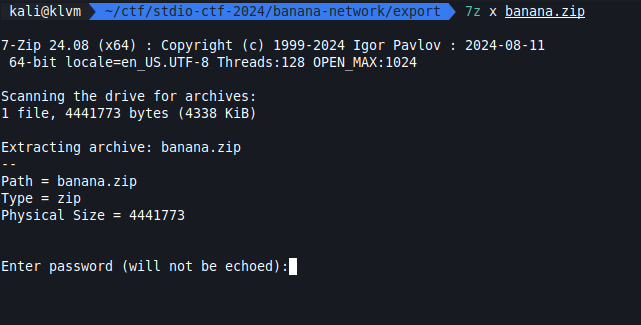 kali@klvm ~/ctf/stdio-ctf-2024/banana-network/export 7z x banana.zip
7-Zip 24.08 (x64) : Copyright (c) 1999-2024 Igor Pavlov : 2024-08-11
64-bit locale=en_US.UTF-8 Threads:128 OPEN_MAX:1024
Scanning the drive for archives:
1 file, 4441773 bytes (4338 KiB)
Extracting archive: banana.zip
--
Path = banana.zip
Type = zip
Physical Size = 4441773
Enter password (will not be echoed):